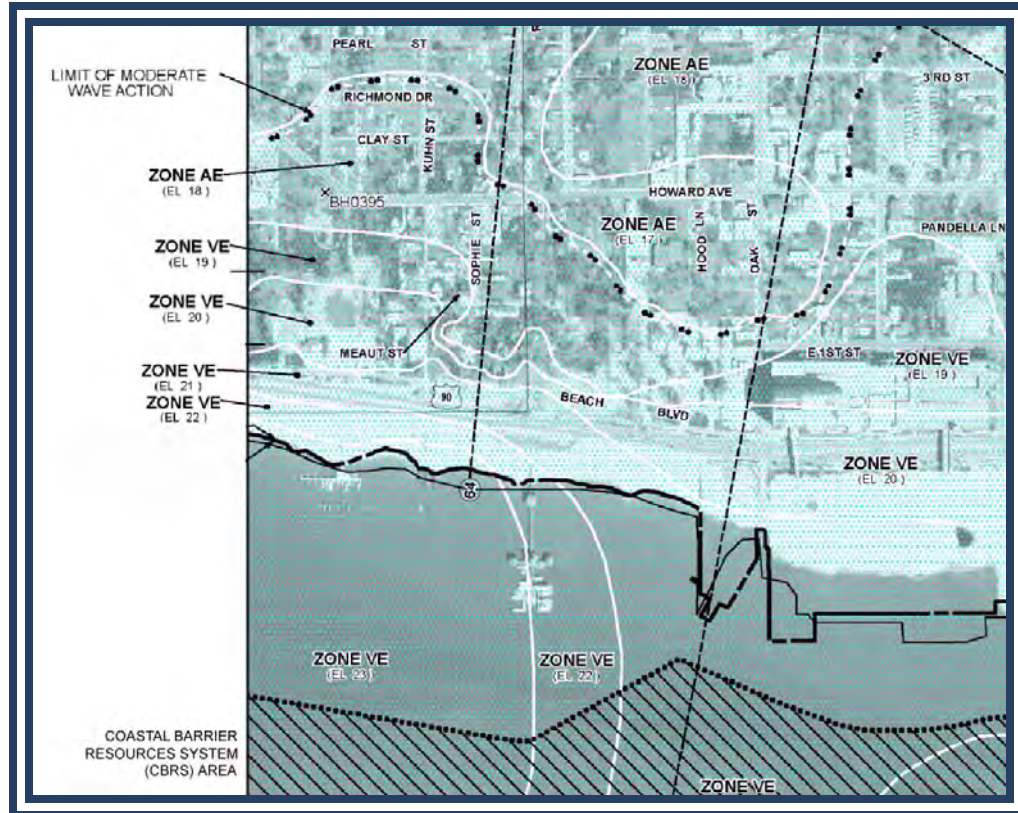 PEARL ST
ZONE AE
(EL 18)
3 RD ST
LIMIT OF MODERATE
WAVE ACTION
RICHMOND DR
CLAY ST
KUHN ST
ZONE AE
(EL 18)
BH0395
HOWARD AVE
ZONE AE
(EL 17)
HOOD LN
OAK ST
PANDELLA LN
SOPHIE ST
ZONE VE
(EL 19)
ZONE VE
(EL 20)
MEAUT ST
E 1ST ST
ZONE VE
(EL 19)
ZONE VE
(EL 21)
ZONE VE
(EL 22)
90
BEACH BLVD
ZONE VE
(EL 20)
64
ZONE VE
(EL 23)
ZONE VE
(EL 22)
COASTAL BARRIER
RESOURCES SYSTEM
(CBRS) AREA
ZONE VE